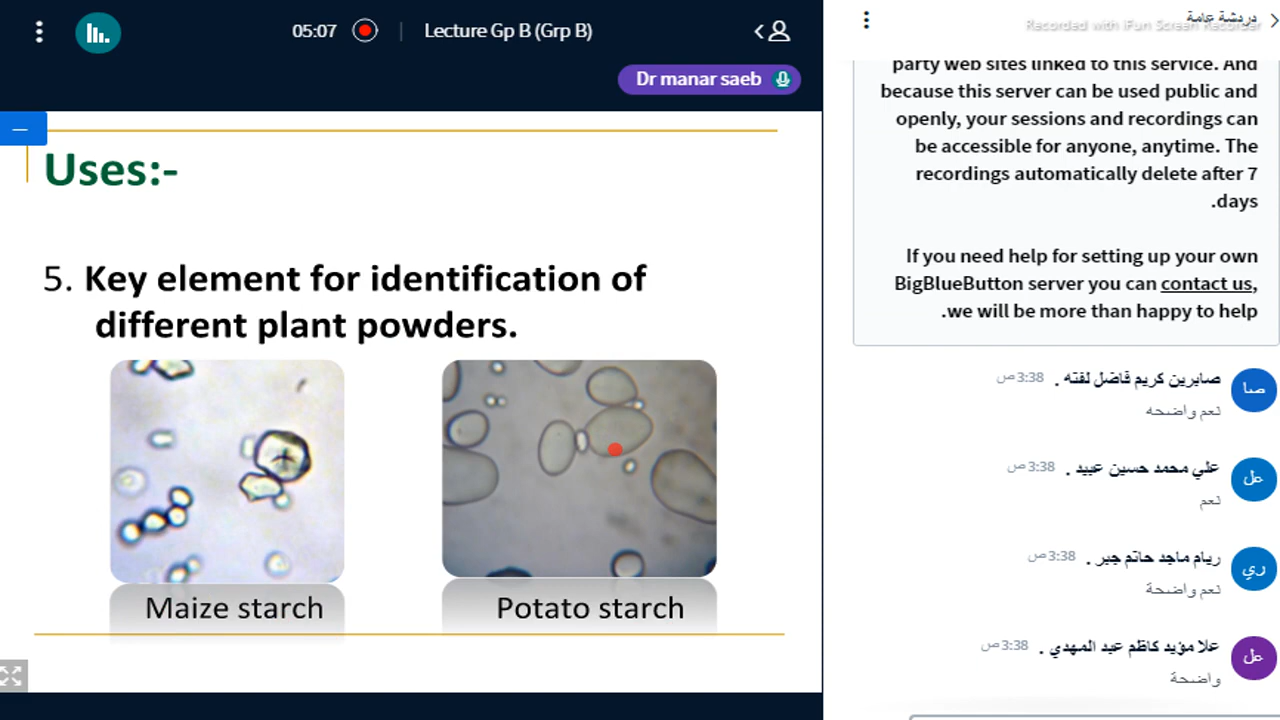 05:07
Lecture Gp B (Grp B)
Dr manar saeb
Uses:-
5. Key element for identification of
different plant powders.
Maize starch
Potato starch
دردشة عامة
Recorded with iFun Screen Recorder
party web sites linked to this service. And
because this server can be used public and
openly, your sessions and recordings can
be accessible for anyone, anytime. The
recordings automatically delete after 7
.days
If you need help for setting up your own
BigBlueButton server you can contact us,
.we will be more than happy to help
صا
صابرين كريم فاضل لفته . 3:38 ص
نعم واضحه
عل
علي محمد حسين عبيد . 3:38 ص
نعم
ري
ريام ماجد حاتم جبر . 3:38 ص
نعم واضحة
عل
علا مؤيد كاظم عبد المهدي . 3:38 ص
واضحة